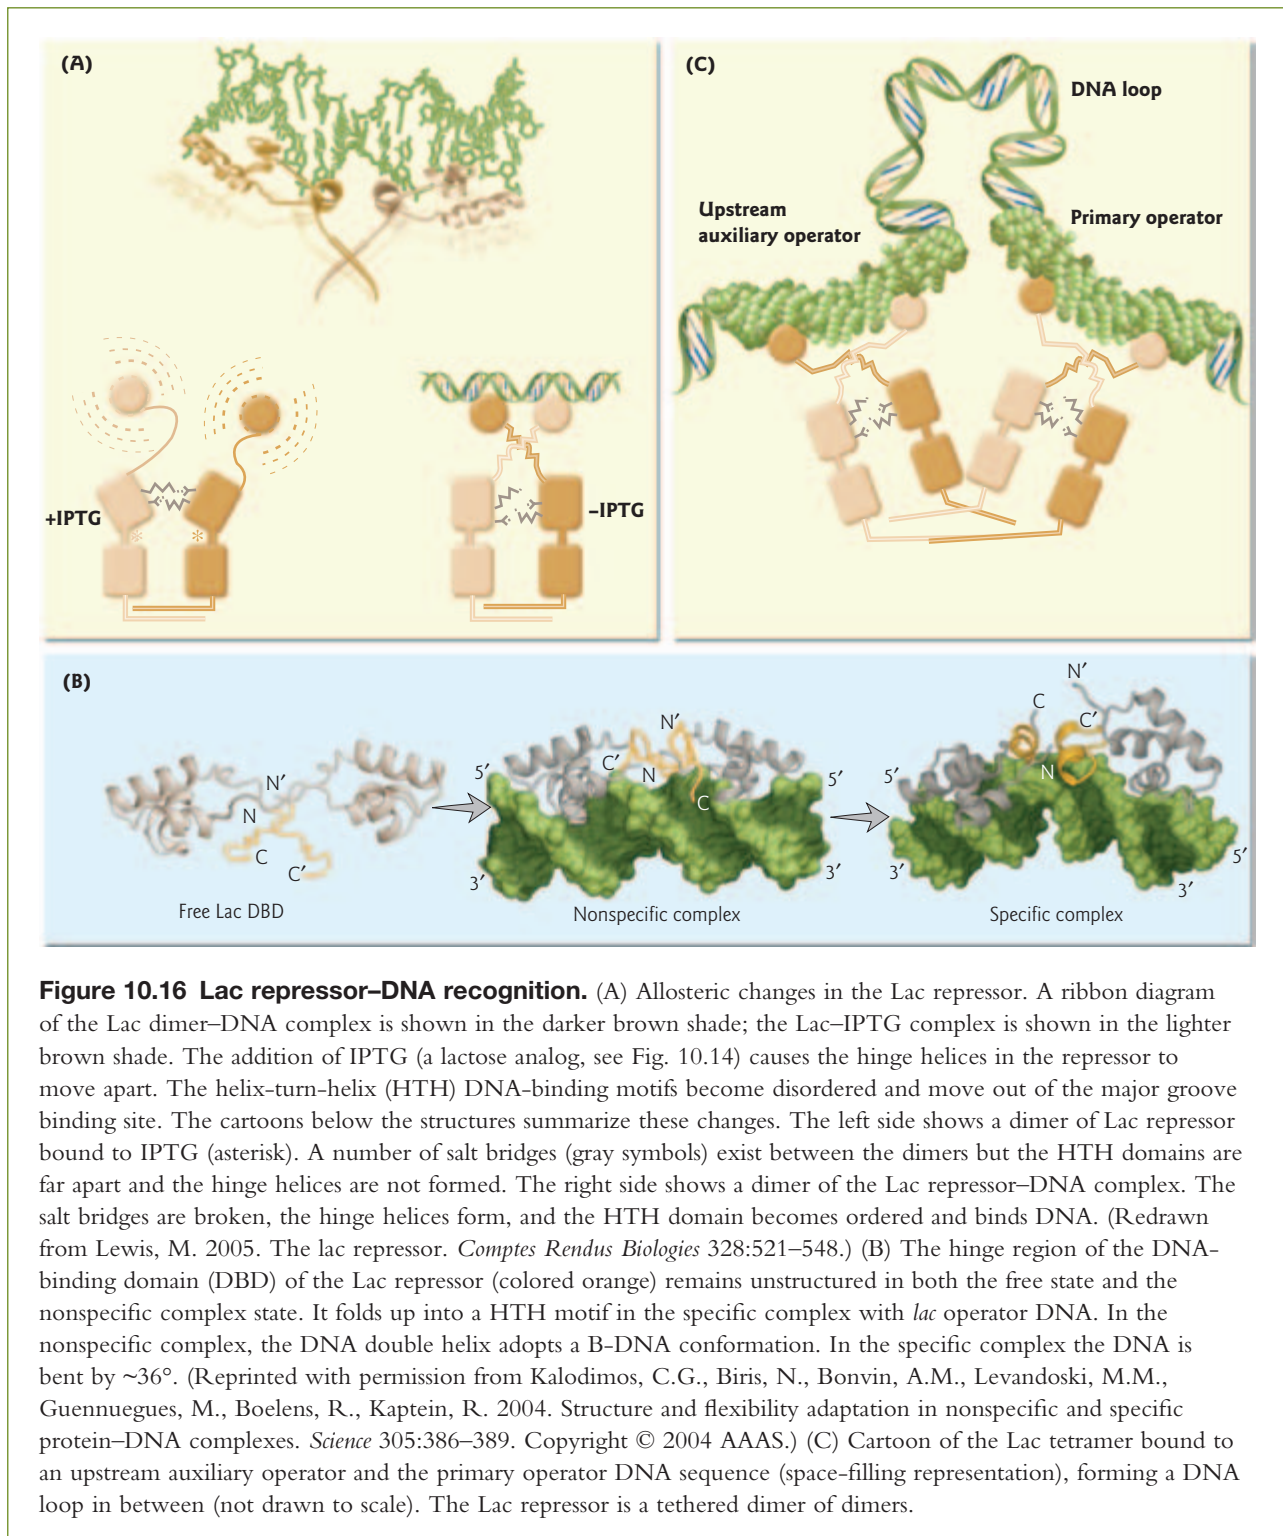 (A)
+IPTG
* *
–IPTG
(C)
DNA loop
Upstream
auxiliary operator
Primary operator
(B)
N′
N
C
C′
Free Lac DBD
5′
3′
N′
C′
N
C
5′
3′
Nonspecific complex
5′
3′
N′
C
C′
N
5′
3′
Specific complex
Figure 10.16 Lac repressor–DNA recognition. (A) Allosteric changes in the Lac repressor. A ribbon diagram
of the Lac dimer–DNA complex is shown in the darker brown shade; the Lac–IPTG complex is shown in the lighter
brown shade. The addition of IPTG (a lactose analog, see Fig. 10.14) causes the hinge helices in the repressor to
move apart. The helix-turn-helix (HTH) DNA-binding motifs become disordered and move out of the major groove
binding site. The cartoons below the structures summarize these changes. The left side shows a dimer of Lac repressor
bound to IPTG (asterisk). A number of salt bridges (gray symbols) exist between the dimers but the HTH domains are
far apart and the hinge helices are not formed. The right side shows a dimer of the Lac repressor–DNA complex. The
salt bridges are broken, the hinge helices form, and the HTH domain becomes ordered and binds DNA. (Redrawn
from Lewis, M. 2005. The lac repressor. Comptes Rendus Biologies 328:521–548.) (B) The hinge region of the DNA-
binding domain (DBD) of the Lac repressor (colored orange) remains unstructured in both the free state and the
nonspecific complex state. It folds up into a HTH motif in the specific complex with lac operator DNA. In the
nonspecific complex, the DNA double helix adopts a B-DNA conformation. In the specific complex the DNA is
bent by ~36°. (Reprinted with permission from Kalodimos, C.G., Biris, N., Bonvin, A.M., Levandoski, M.M.,
Guennuegues, M., Boelens, R., Kaptein, R. 2004. Structure and flexibility adaptation in nonspecific and specific
protein–DNA complexes. Science 305:386–389. Copyright © 2004 AAAS.) (C) Cartoon of the Lac tetramer bound to
an upstream auxiliary operator and the primary operator DNA sequence (space-filling representation), forming a DNA
loop in between (not drawn to scale). The Lac repressor is a tethered dimer of dimers.